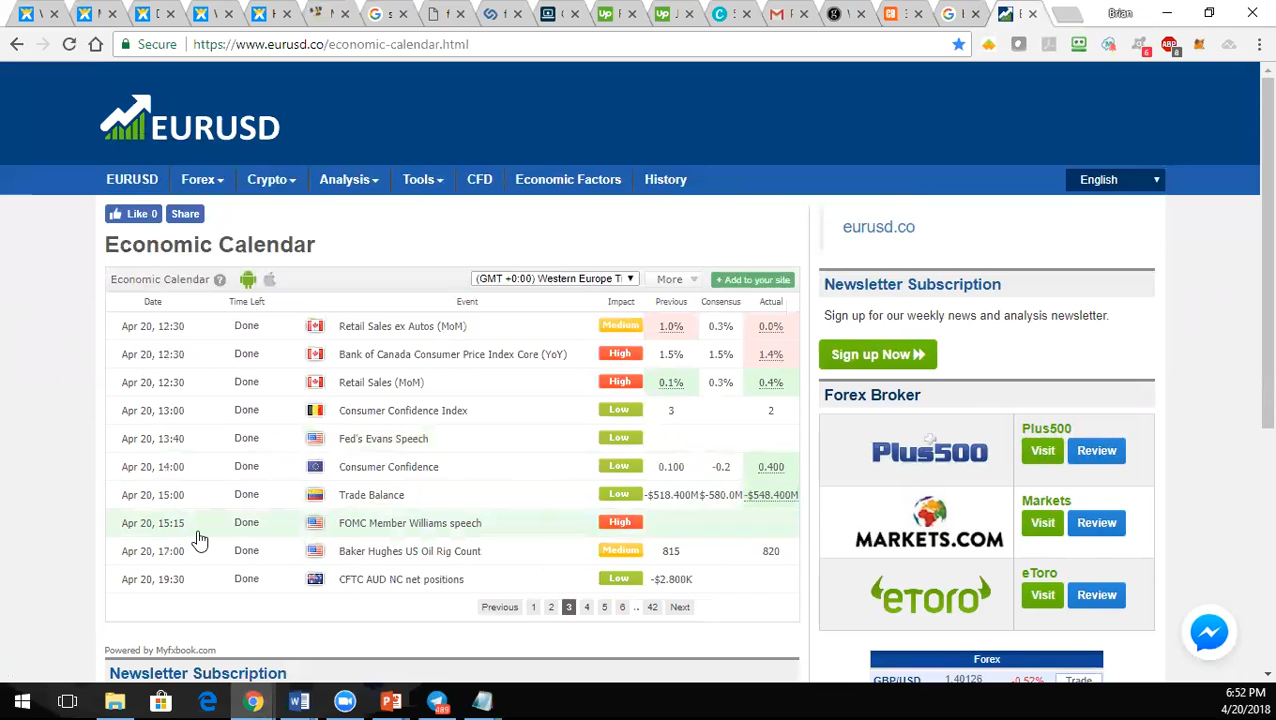 Brian
Secure https://www.eurusd.co/economic-calendar.html
6
8
EURUSD
EURUSD Forex Crypto Analysis Tools CFD Economic Factors History English
Like 0 Share
Economic Calendar
Economic Calendar ? (GMT +0:00) Western Europe Ti More + Add to your site
Date Time Left Event Impact Previous Consensus Actual
Apr 20, 12:30 Done Retail Sales ex Autos (MoM) Medium 1.0% 0.3% 0.0%
Apr 20, 12:30 Done Bank of Canada Consumer Price Index Core (YoY) High 1.5% 1.5% 1.4%
Apr 20, 12:30 Done Retail Sales (MoM) High 0.1% 0.3% 0.4%
Apr 20, 13:00 Done Consumer Confidence Index Low 3 2
Apr 20, 13:40 Done Fed's Evans Speech Low
Apr 20, 14:00 Done Consumer Confidence Low 0.100 -0.2 0.400
Apr 20, 15:00 Done Trade Balance Low -$518.400M $-580.0M -$548.400M
Apr 20, 15:15 Done FOMC Member Williams speech High
Apr 20, 17:00 Done Baker Hughes US Oil Rig Count Medium 815 820
Apr 20, 19:30 Done CFTC AUD NC net positions Low -$2.800K
Previous 1 2 3 4 5 6 .. 42 Next
Powered by Myfxbook.com
Newsletter Subscription
eurusd.co
Newsletter Subscription
Sign up for our weekly news and analysis newsletter.
Sign up Now
Forex Broker
Plus500 Plus500
Visit Review
MARKETS.COM Markets
Visit Review
eToro eToro
Visit Review
Forex
GBP/USD 1.40126 -0.52% Trade
489
6:52 PM
4/20/2018